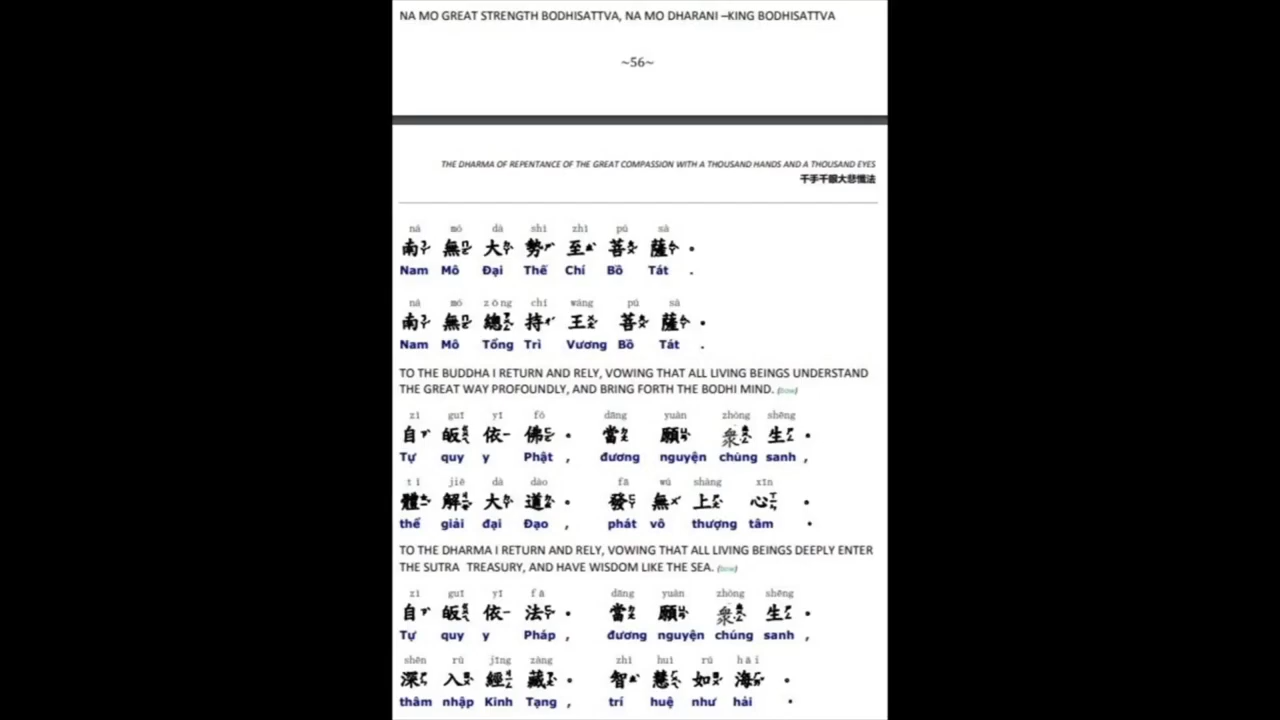 NA MO GREAT STRENGTH BODHISATTVA, NA MO DHARANI –KING BODHISATTVA
~56~
THE DHARMA OF REPENTANCE OF THE GREAT COMPASSION WITH A THOUSAND HANDS AND A THOUSAND EYES
千手千眼大悲懺法
ná mó dà shì zhì pú sà
南無大勢至菩薩。
Nam Mô Đại Thế Chí Bồ Tát .
ná mó zǒng chí wáng pú sà
南無總持王菩薩。
Nam Mô Tổng Trì Vương Bồ Tát .
TO THE BUDDHA I RETURN AND RELY, VOWING THAT ALL LIVING BEINGS UNDERSTAND
THE GREAT WAY PROFOUNDLY, AND BRING FORTH THE BODHI MIND. (bow)
zì guī yī fó dāng yuàn zhòng shēng
自皈依佛。當願眾生。
Tự quy y Phật , đương nguyện chúng sanh ,
tǐ jiě dà dào fā wú shàng xīn
體解大道。發無上心。
thể giải đại Đạo , phát vô thượng tâm .
TO THE DHARMA I RETURN AND RELY, VOWING THAT ALL LIVING BEINGS DEEPLY ENTER
THE SUTRA TREASURY, AND HAVE WISDOM LIKE THE SEA. (bow)
zì guī yī fǎ dāng yuàn zhòng shēng
自皈依法。當願眾生。
Tự quy y Pháp , đương nguyện chúng sanh ,
shēn rù jīng zàng zhì huì rú hǎi
深入經藏。智慧如海。
thâm nhập Kinh Tạng , trí huệ như hải .